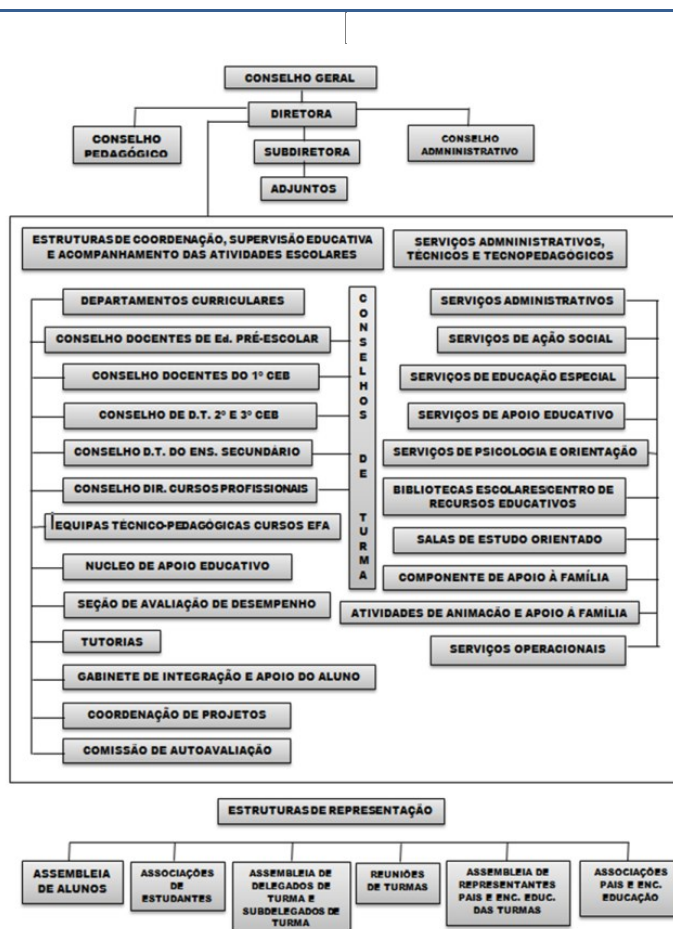 CONSELHO GERAL
DIRETORA
CONSELHO
PEDAGÓGICO
CONSELHO
ADMNINISTRATIVO
SUBDIRETORA
ADJUNTOS
ESTRUTURAS DE COORDENAÇÃO, SUPERVISÃO EDUCATIVA
E ACOMPANHAMENTO DAS ATIVIDADES ESCOLARES
DEPARTAMENTOS CURRICULARES
CONSELHO DOCENTES DE Ed. PRÉ-ESCOLAR
CONSELHO DOCENTES DO 1º CEB
CONSELHO DE D.T. 2º E 3º CEB
CONSELHO D.T. DO ENS. SECUNDÁRIO
CONSELHO DIR. CURSOS PROFISSIONAIS
EQUIPAS TÉCNICO-PEDAGÓGICAS CURSOS EFA
NUCLEO DE APOIO EDUCATIVO
SEÇÃO DE AVALIAÇÃO DE DESEMPENHO
TUTORIAS
GABINETE DE INTEGRAÇÃO E APOIO DO ALUNO
COORDENAÇÃO DE PROJETOS
COMISSÃO DE AUTOAVALIAÇÃO
CONSELHOS DE TURMA
SERVIÇOS ADMNINISTRATIVOS,
TÉCNICOS E TECNOPEDAGÓGICOS
SERVIÇOS ADMINISTRATIVOS
SERVIÇOS DE AÇÃO SOCIAL
SERVIÇOS DE EDUCAÇÃO ESPECIAL
SERVIÇOS DE APOIO EDUCATIVO
SERVIÇOS DE PSICOLOGIA E ORIENTAÇÃO
BIBLIOTECAS ESCOLARES/CENTRO DE
RECURSOS EDUCATIVOS
SALAS DE ESTUDO ORIENTADO
COMPONENTE DE APOIO À FAMÍLIA
ATIVIDADES DE ANIMACÃO E APOIO Á FAMÍLIA
SERVIÇOS OPERACIONAIS
ESTRUTURAS DE REPRESENTAÇÃO
ASSEMBLEIA
DE ALUNOS
ASSOCIAÇÕES
DE
ESTUDANTES
ASSEMBLEIA DE
DELEGADOS DE
TURMA E
SUBDELEGADOS DE
TURMA
REUNIÕES
DE TURMAS
ASSEMBLEIA DE
REPRESENTANTES
PAIS E ENC. EDUC.
DAS TURMAS
ASSOCIAÇÕES
PAIS E ENC.
EDUCAÇÃO